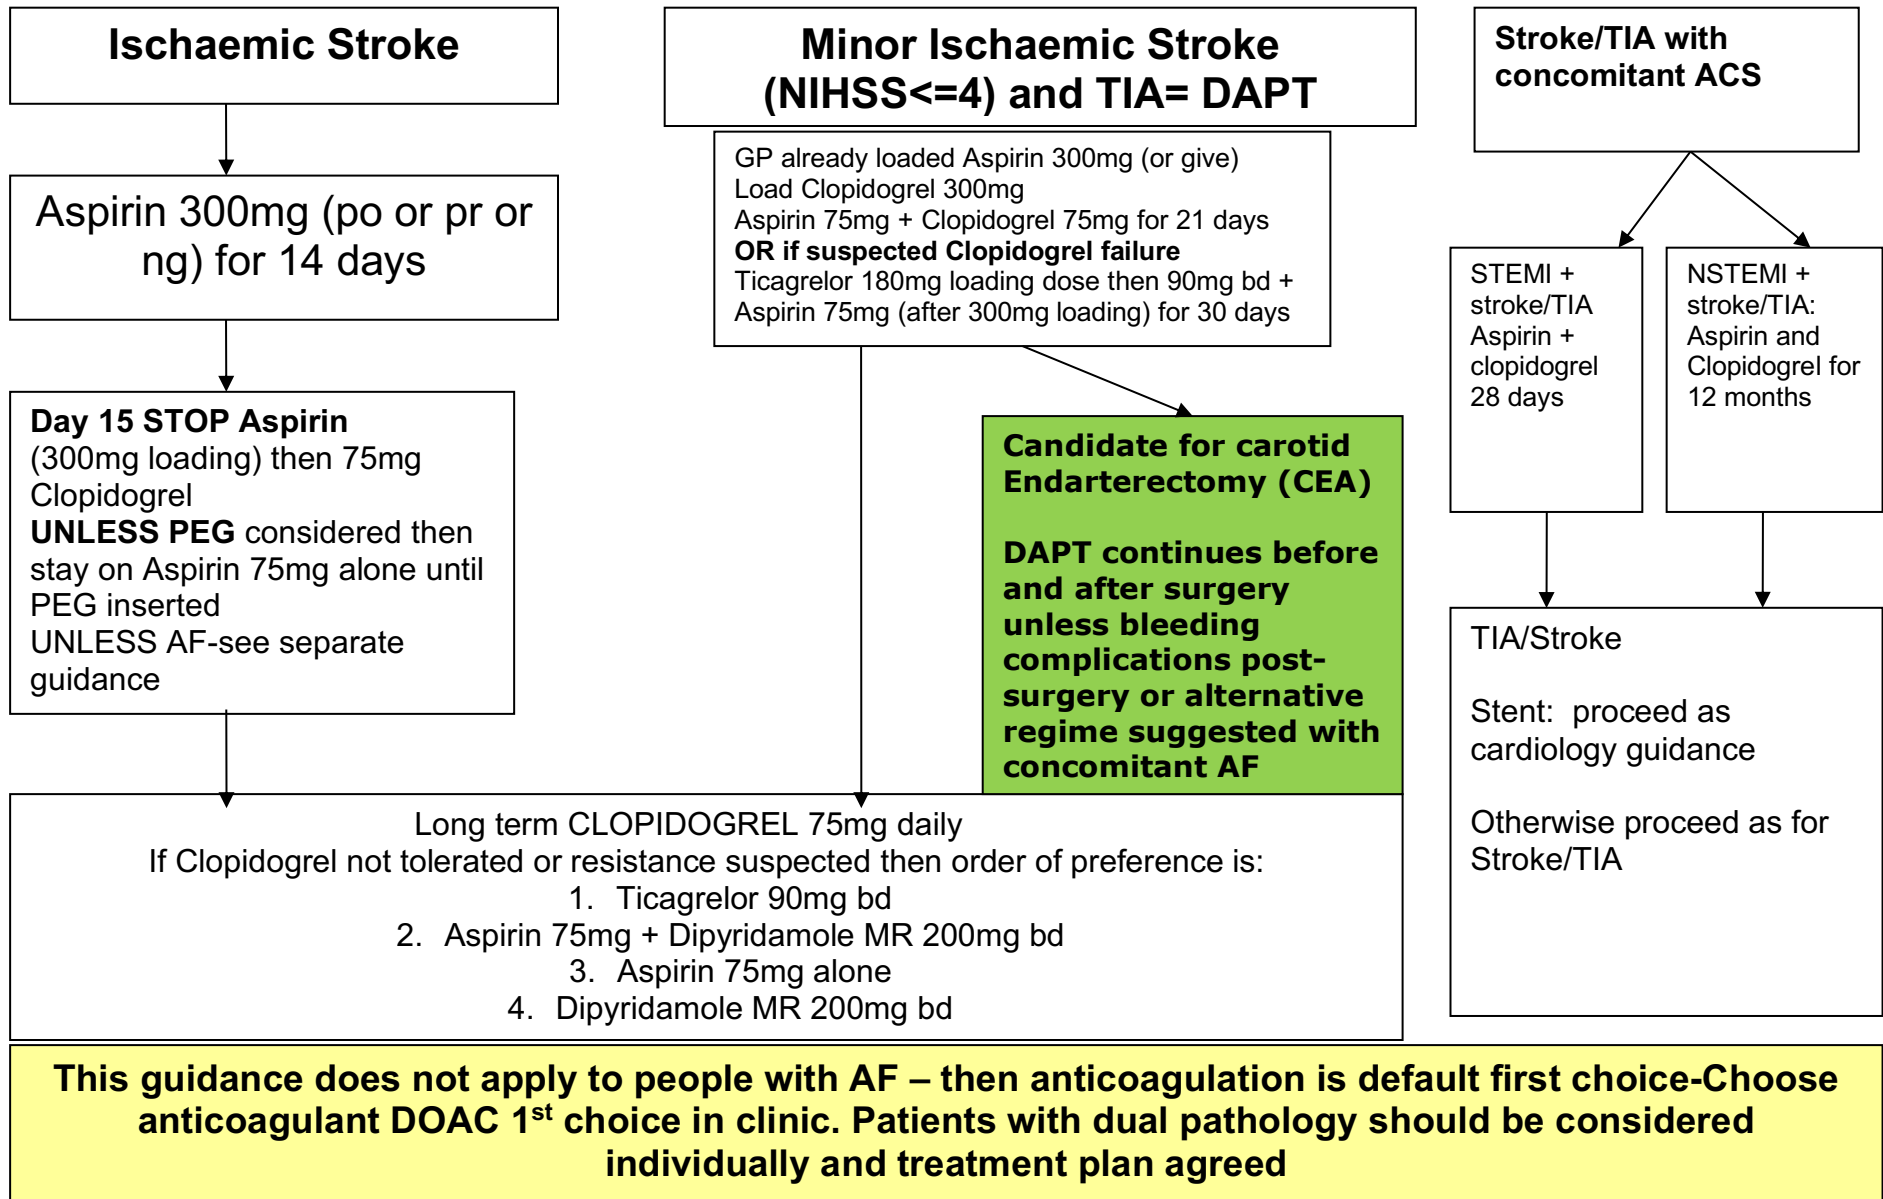 Ischaemic Stroke
Aspirin 300mg (po or pr or
ng) for 14 days
Day 15 STOP Aspirin
(300mg loading) then 75mg
Clopidogrel
UNLESS PEG considered then
stay on Aspirin 75mg alone until
PEG inserted
UNLESS AF-see separate
guidance
Minor Ischaemic Stroke
(NIHSS<=4) and TIA= DAPT
GP already loaded Aspirin 300mg (or give)
Load Clopidogrel 300mg
Aspirin 75mg + Clopidogrel 75mg for 21 days
OR if suspected Clopidogrel failure
Ticagrelor 180mg loading dose then 90mg bd +
Aspirin 75mg (after 300mg loading) for 30 days
Candidate for carotid
Endarterectomy (CEA)
DAPT continues before
and after surgery
unless bleeding
complications post-
surgery or alternative
regime suggested with
concomitant AF
Long term CLOPIDOGREL 75mg daily
If Clopidogrel not tolerated or resistance suspected then order of preference is:
1. Ticagrelor 90mg bd
2. Aspirin 75mg + Dipyridamole MR 200mg bd
3. Aspirin 75mg alone
4. Dipyridamole MR 200mg bd
Stroke/TIA with
concomitant ACS
STEMI +
stroke/TIA
Aspirin +
clopidogrel
28 days
NSTEMI +
stroke/TIA:
Aspirin and
Clopidogrel for
12 months
TIA/Stroke
Stent: proceed as
cardiology guidance
Otherwise proceed as for
Stroke/TIA
This guidance does not apply to people with AF – then anticoagulation is default first choice-Choose
anticoagulant DOAC 1st choice in clinic. Patients with dual pathology should be considered
individually and treatment plan agreed